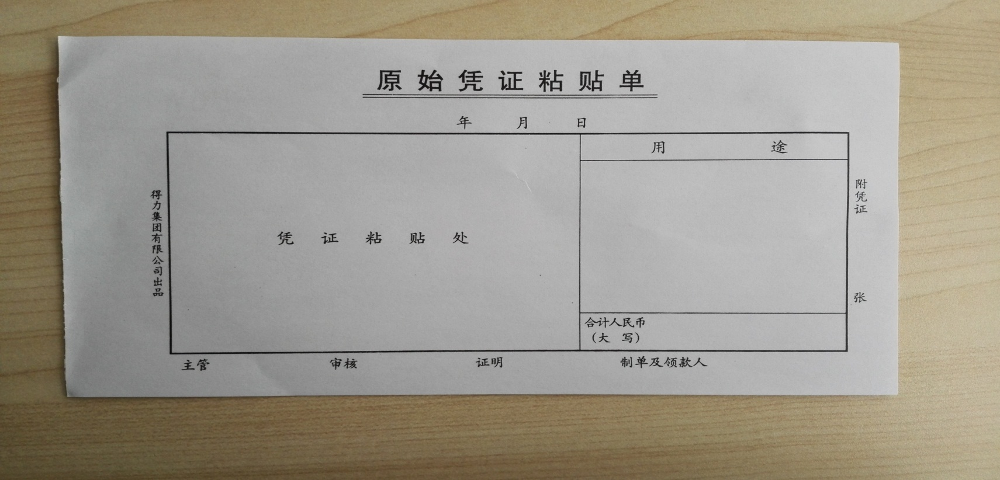 原始凭证粘贴单
年 月 日
用 途
得力集团有限公司出品
凭证粘贴处
附凭证 张
合计人民币
（大 写）
主管 审核 证明 制单及领款人